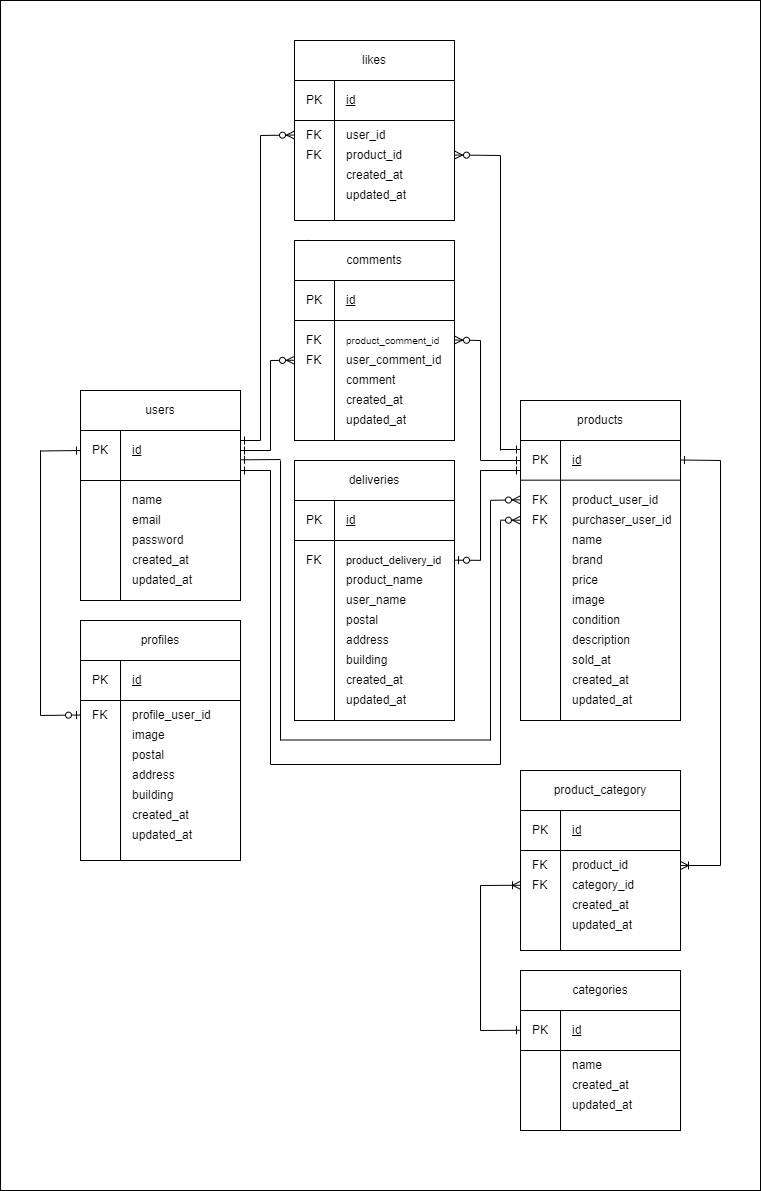 likes
PK id
FK user_id
FK product_id
created_at
updated_at
comments
PK id
FK product_comment_id
FK user_comment_id
comment
created_at
updated_at
users
PK id
name
email
password
created_at
updated_at
deliveries
PK id
FK product_delivery_id
product_name
user_name
postal
address
building
created_at
updated_at
products
PK id
FK product_user_id
FK purchaser_user_id
name
brand
price
image
condition
description
sold_at
created_at
updated_at
profiles
PK id
FK profile_user_id
image
postal
address
building
created_at
updated_at
product_category
PK id
FK product_id
FK category_id
created_at
updated_at
categories
PK id
name
created_at
updated_at